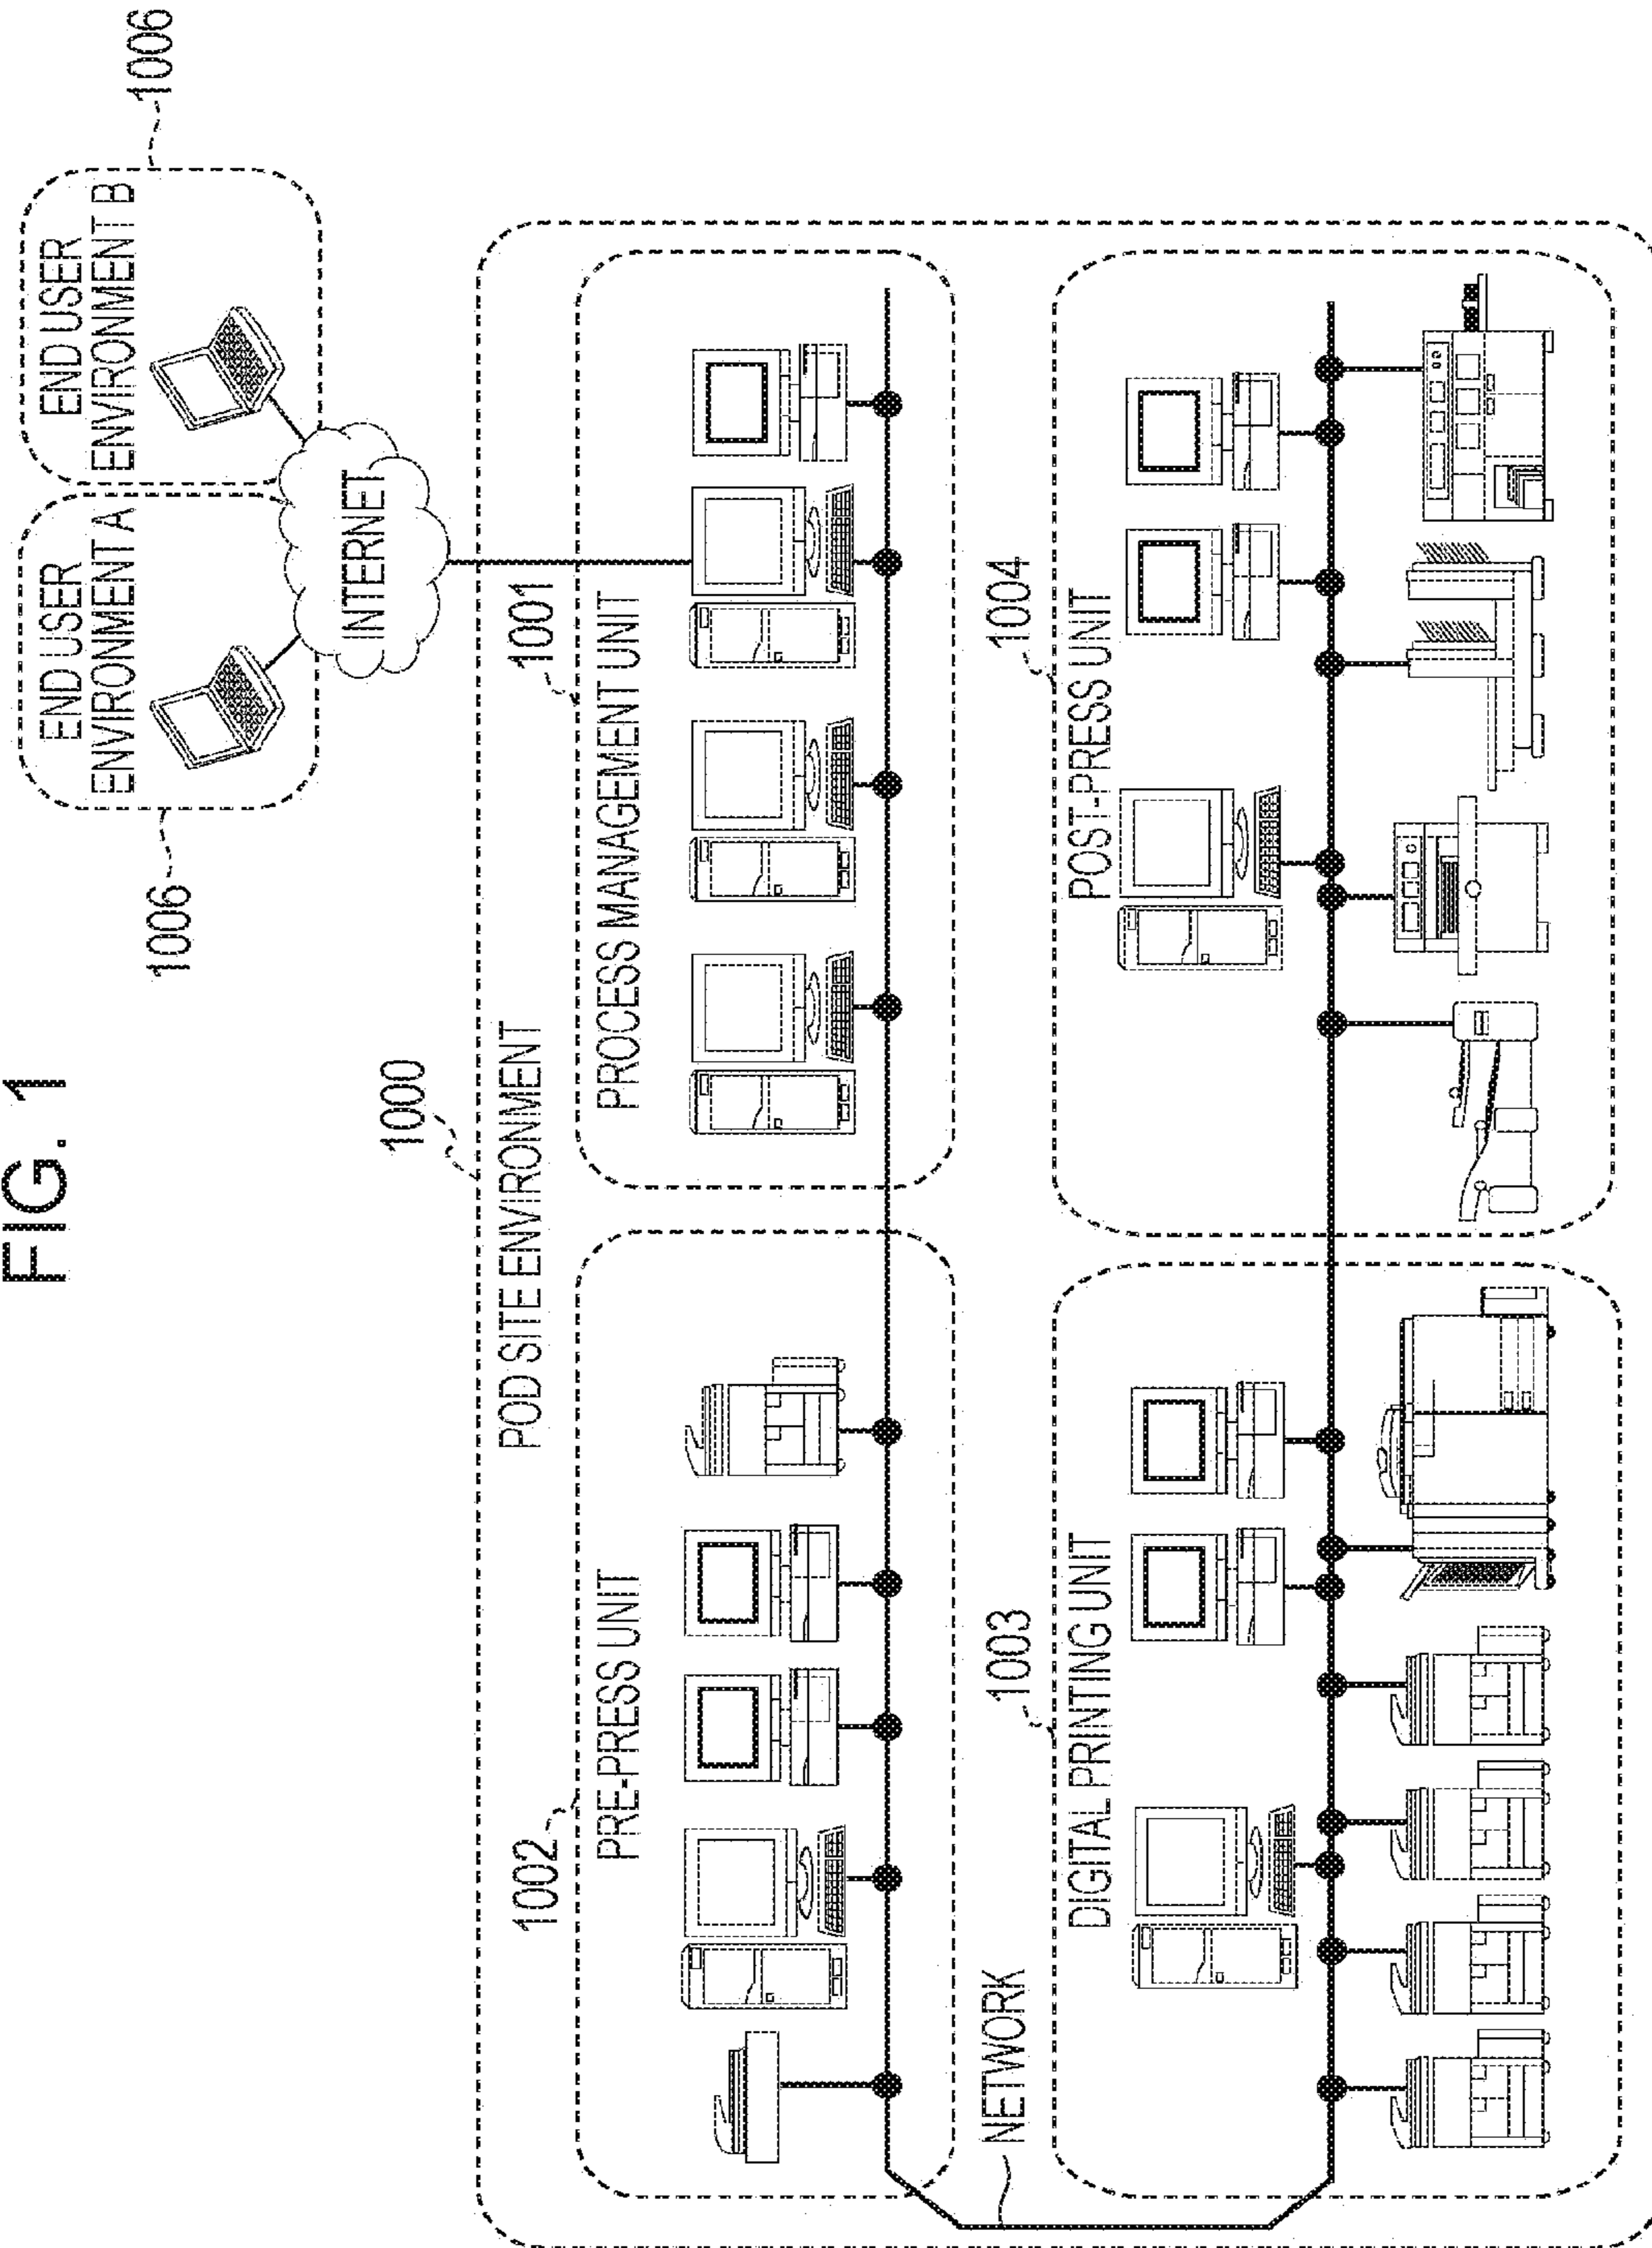 FIG. 1
END USER
ENVIRONMENT A
1006
END USER
ENVIRONMENT B
1006
INTERNET
1000
POD SITE ENVIRONMENT
1002
PRE-PRESS UNIT
1001
PROCESS MANAGEMENT UNIT
NETWORK
1003
DIGITAL PRINTING UNIT
1004
POST-PRESS UNIT